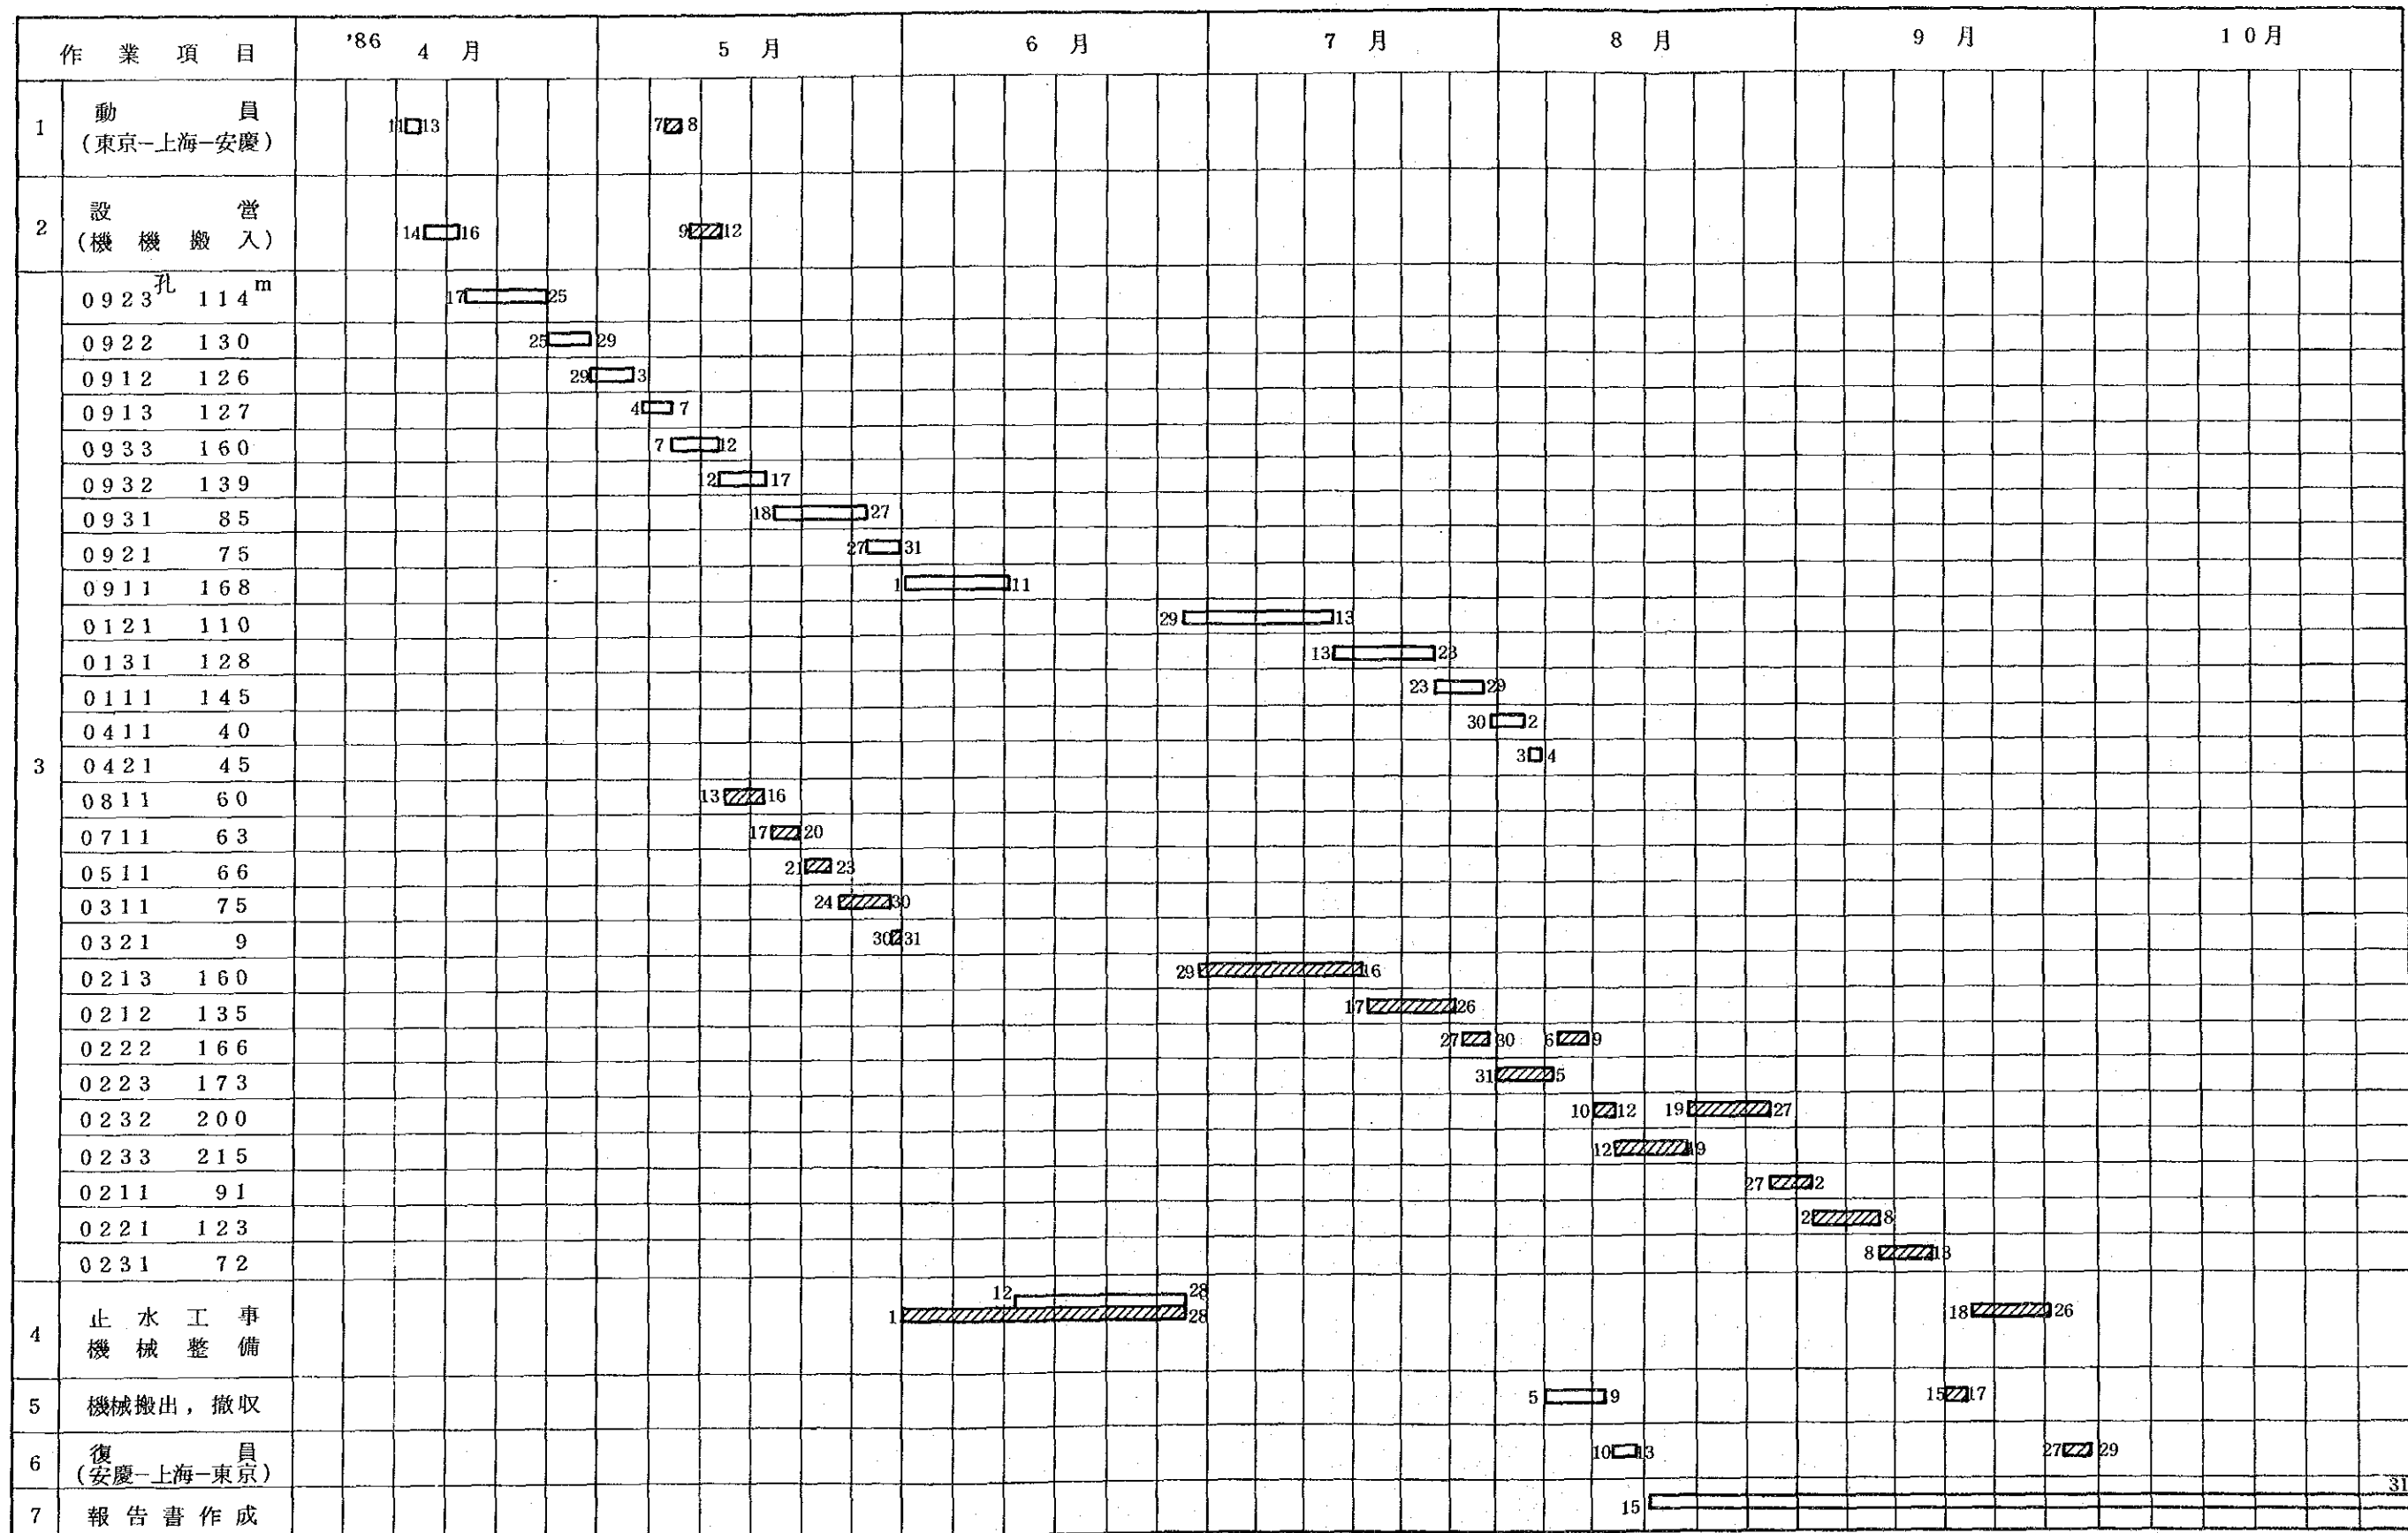 作業項目 '86 4月 5月 6月 7月 8月 9月 10月
1 動員 11 13 7 8
(東京-上海-安慶)
2 設営 14 16 9 12
(機機搬入)
3
0923孔 114m 17 25
0922 130 25 29
0912 126 29 3
0913 127 4 7
0933 160 7 12
0932 139 12 17
0931 85 18 27
0921 75 27 31
0911 168 1 11
0121 110 29 13
0131 128 13 23
0111 145 23 29
0411 40 30 2
0421 45 3 4
0811 60 13 16
0711 63 17 20
0511 66 21 23
0311 75 24 30
0321 9 30 31
0213 160 29 16
0212 135 17 26
0222 166 27 30 6 9
0223 173 31 5
0232 200 10 12 19 27
0233 215 12 19
0211 91 27 2
0221 123 2 8
0231 72 8 13
4 止水工事 12 28 1 28 18 26
機械整備
5 機械搬出，撤収 5 9 15 17
6 復員 10 13 27 29
(安慶-上海-東京)
7 報告書作成 15 31